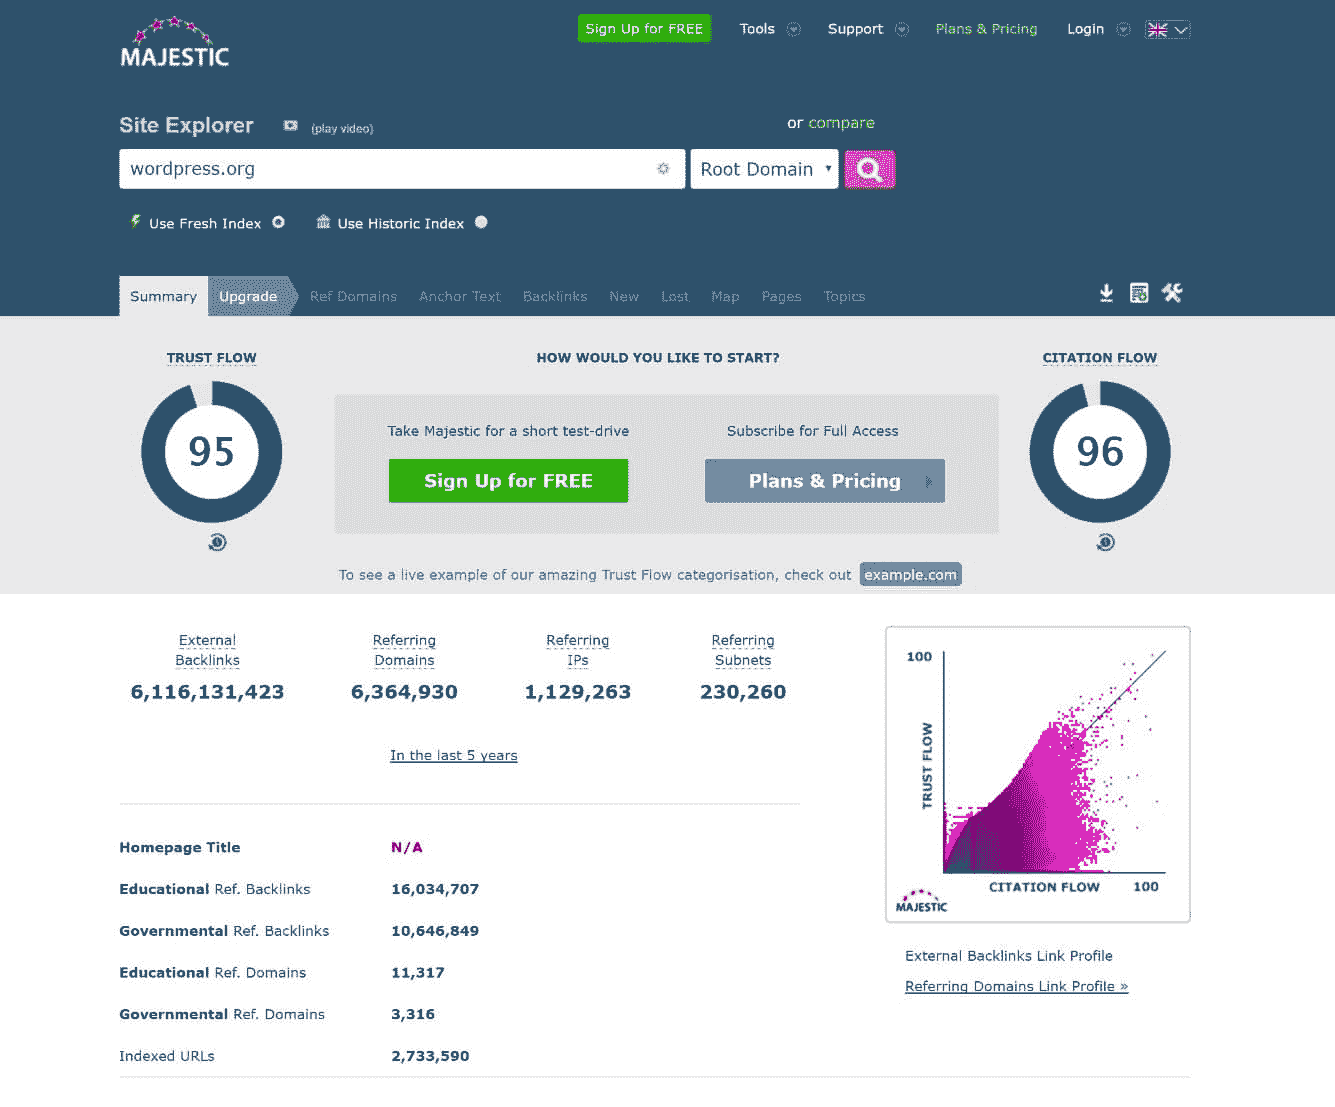 MAJESTIC
Sign Up for FREE
Tools
Support
Plans & Pricing
Login
Site Explorer
(play video)
or compare
wordpress.org
Root Domain
Use Fresh Index
Use Historic Index
Summary
Upgrade
Ref Domains
Anchor Text
Backlinks
New
Lost
Map
Pages
Topics
TRUST FLOW
95
HOW WOULD YOU LIKE TO START?
Take Majestic for a short test-drive
Sign Up for FREE
Subscribe for Full Access
Plans & Pricing
CITATION FLOW
96
To see a live example of our amazing Trust Flow categorisation, check out example.com
External
Backlinks
6,116,131,423
Referring
Domains
6,364,930
Referring
IPs
1,129,263
Referring
Subnets
230,260
In the last 5 years
Homepage Title N/A
Educational Ref. Backlinks 16,034,707
Governmental Ref. Backlinks 10,646,849
Educational Ref. Domains 11,317
Governmental Ref. Domains 3,316
Indexed URLs 2,733,590
100
TRUST FLOW
CITATION FLOW
100
MAJESTIC
External Backlinks Link Profile
Referring Domains Link Profile »